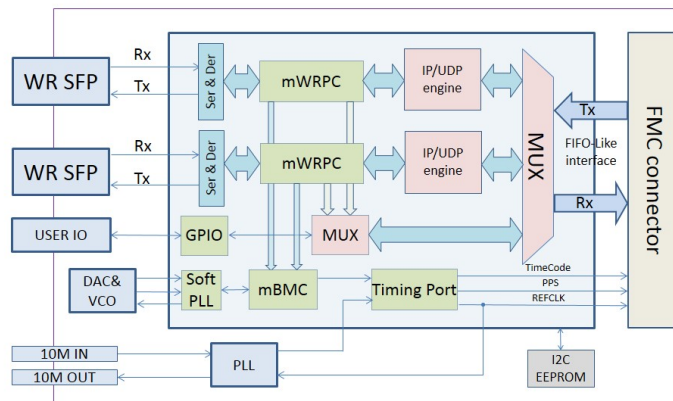 WR SFP
Rx
Tx
Ser & Der
mWRPC
IP/UDP
engine
MUX
Tx
FIFO-Like
interface
Rx
FMC connector
WR SFP
Rx
Tx
Ser & Der
mWRPC
IP/UDP
engine
USER IO
GPIO
MUX
DAC&
VCO
Soft
PLL
mBMC
Timing Port
TimeCode
PPS
REFCLK
10M IN
10M OUT
PLL
I2C
EEPROM